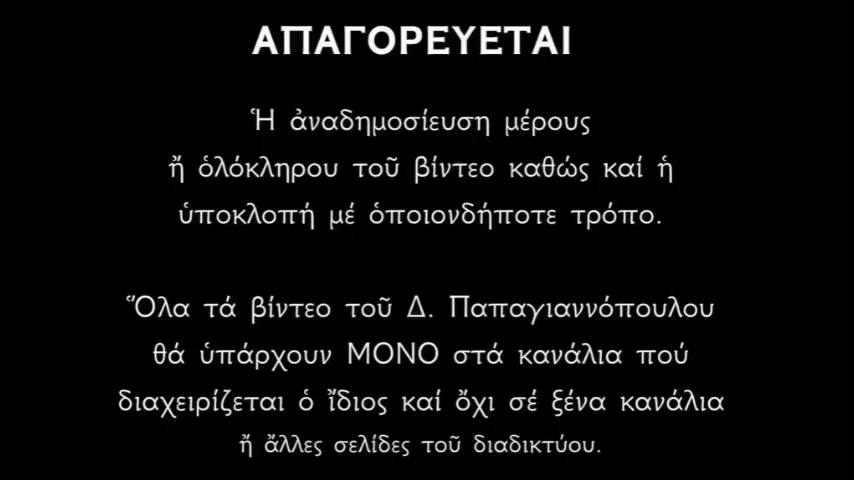 ΑΠΑΓΟΡΕΥΕΤΑΙ
Ἡ ἀναδημοσίευση μέρους
ἤ ὁλόκληρου τοῦ βίντεο καθώς καί ἡ
ὑποκλοπή μέ ὁποιονδήποτε τρόπο.
Ὅλα τά βίντεο τοῦ Δ. Παπαγιαννόπουλου
θά ὑπάρχουν ΜΟΝΟ στά κανάλια πού
διαχειρίζεται ὁ ἴδιος καί ὄχι σέ ξένα κανάλια
ἤ ἄλλες σελίδες τοῦ διαδικτύου.